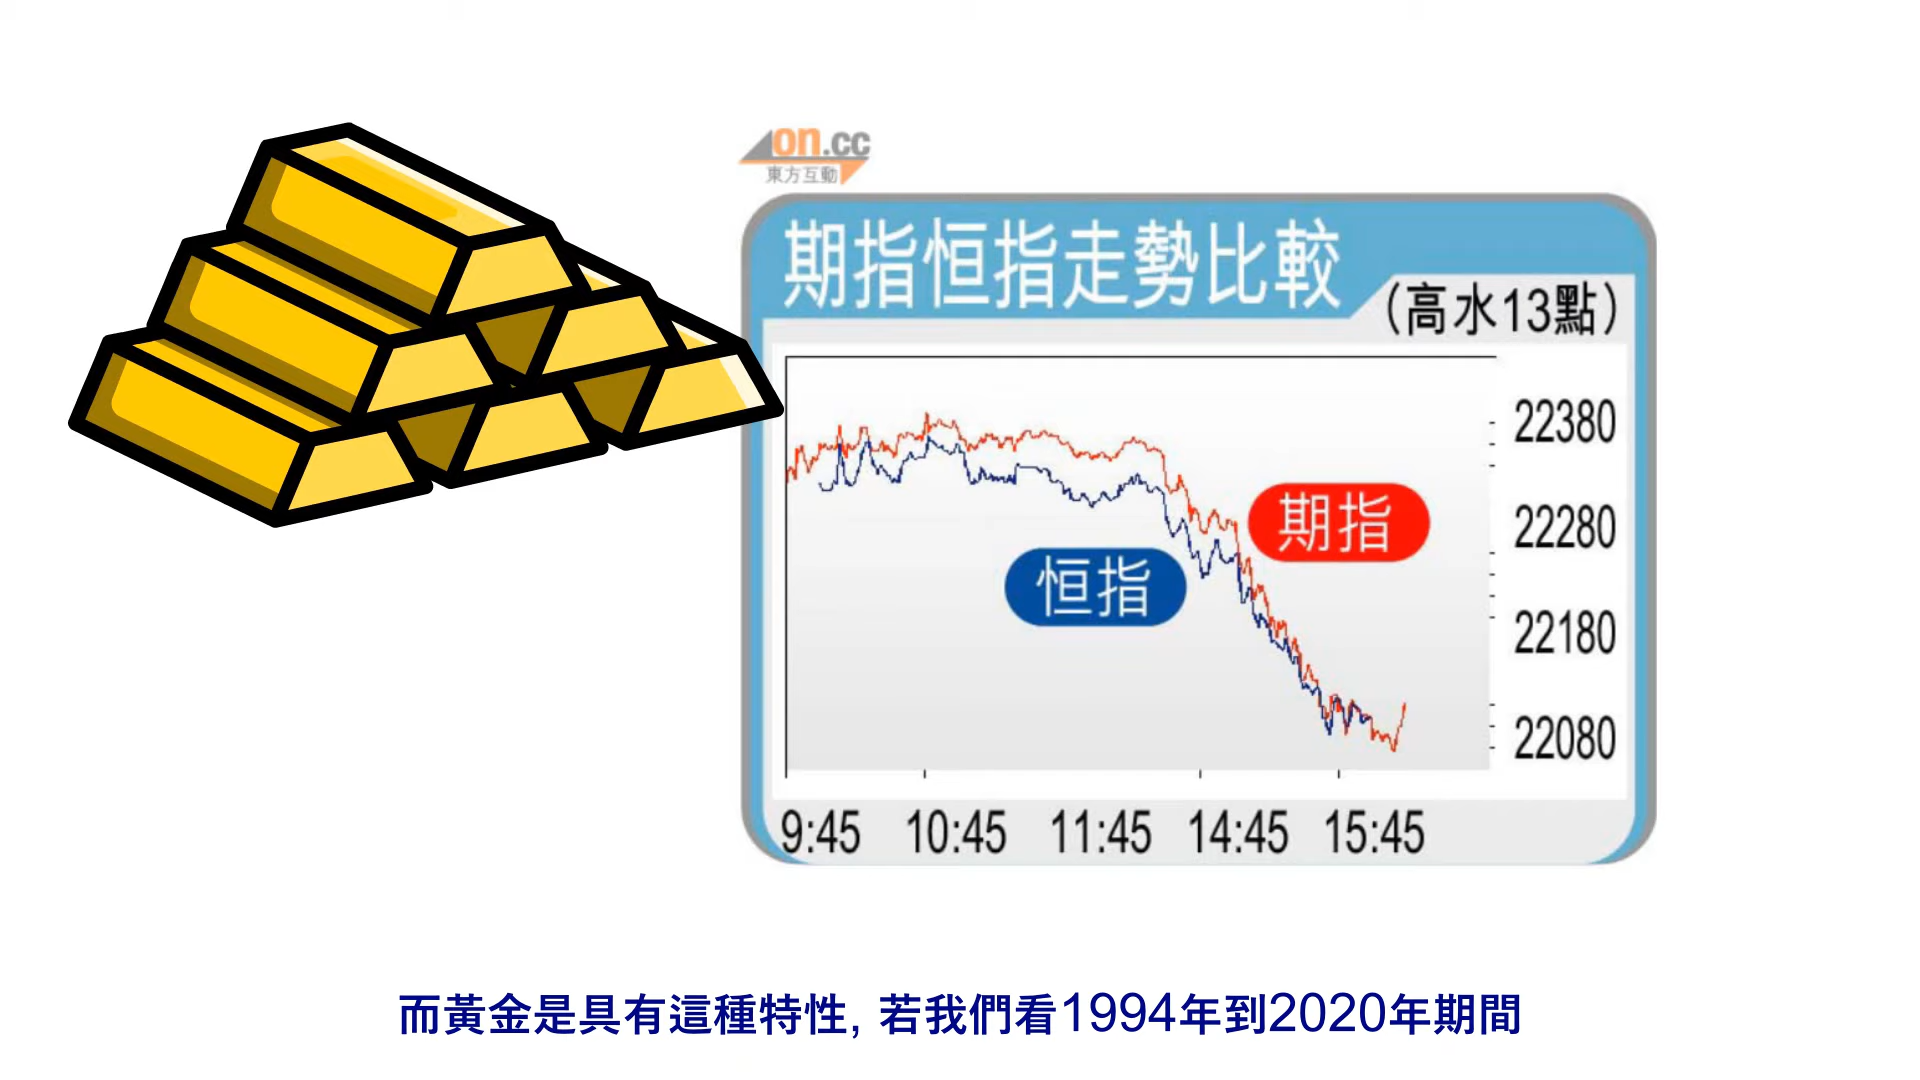 on.cc
東方互動
期指恒指走勢比較
(高水13點)
22380
22280
22180
22080
期指
恒指
9:45 10:45 11:45 14:45 15:45
而黃金是具有這種特性, 若我們看1994年到2020年期間